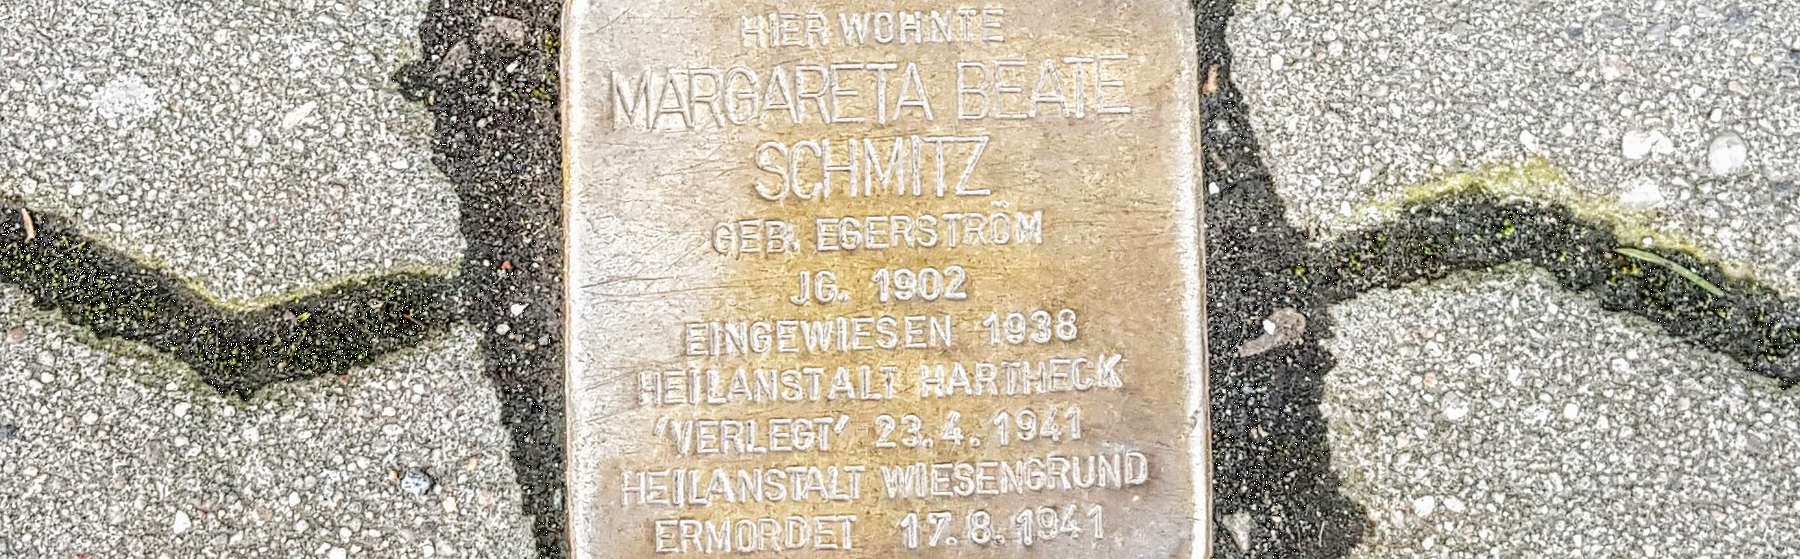 HIER WOHNTE
MARGARETA BEATE
SCHMITZ
GEB. EGERSTRÖM
JG. 1902
EINGEWIESEN 1938
HEILANSTALT HARTHECK
'VERLEGT' 23.4.1941
HEILANSTALT WIESENGRUND
ERMORDET 17.8.1941